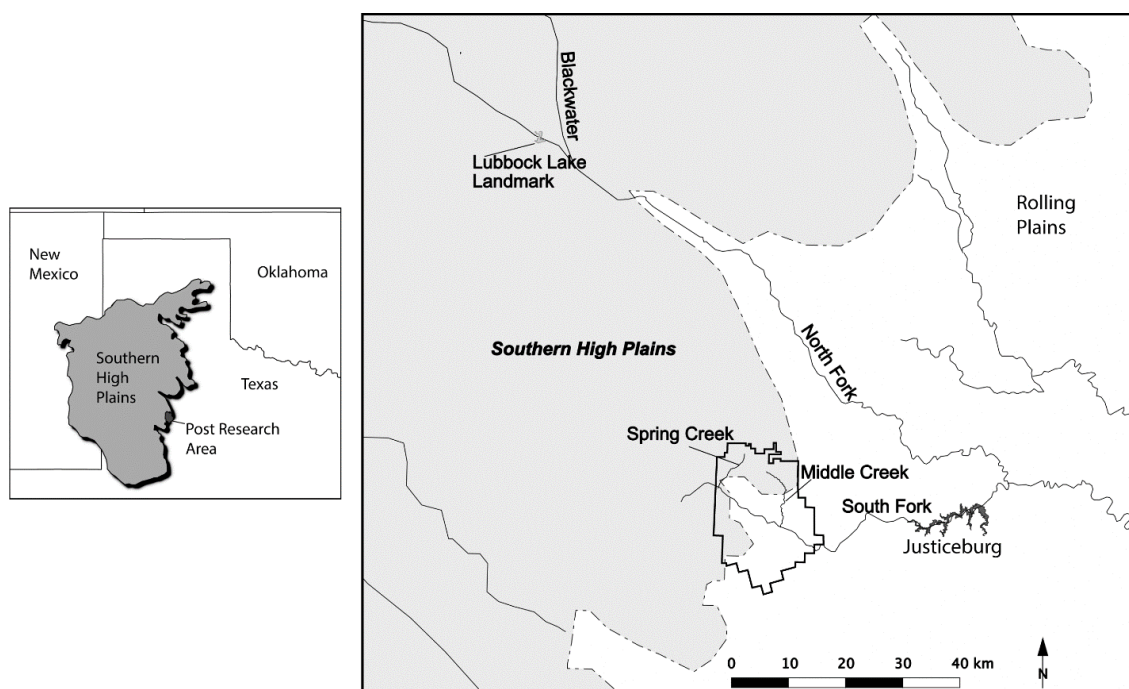 New
Mexico
Oklahoma
Southern
High
Plains
Texas
Post Research
Area
Blackwater
Lubbock Lake
Landmark
Rolling
Plains
North Fork
Southern High Plains
Spring Creek
Middle Creek
South Fork
Justiceburg
0 10 20 30 40 km
N